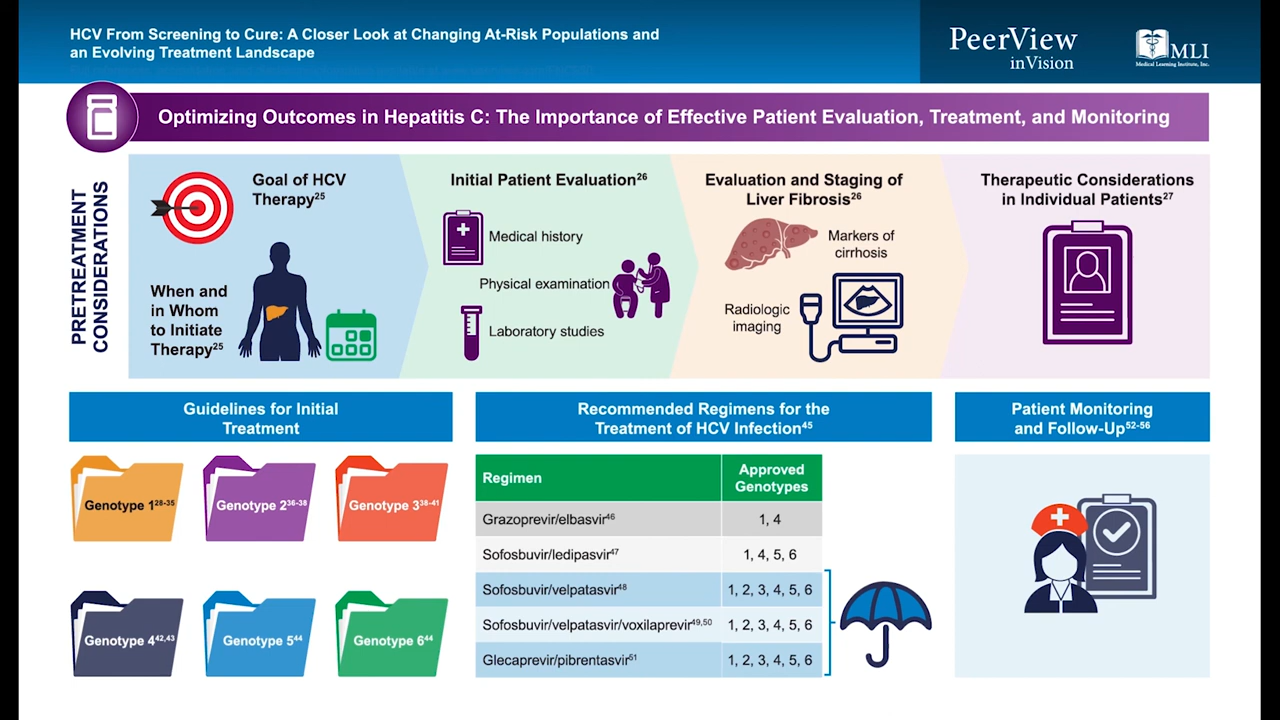 HCV From Screening to Cure: A Closer Look at Changing At-Risk Populations and
an Evolving Treatment Landscape
PeerView
inVision
MLI
Medical Learning Institute, Inc.
Optimizing Outcomes in Hepatitis C: The Importance of Effective Patient Evaluation, Treatment, and Monitoring
PRETREATMENT
CONSIDERATIONS
Goal of HCV
Therapy25
When and
in Whom
to Initiate
Therapy25
Initial Patient Evaluation26
Medical history
Physical examination
Laboratory studies
Evaluation and Staging of
Liver Fibrosis26
Markers of
cirrhosis
Radiologic
imaging
Therapeutic Considerations
in Individual Patients27
Guidelines for Initial
Treatment
Genotype 128-35
Genotype 236-38
Genotype 338-41
Genotype 442,43
Genotype 544
Genotype 644
Recommended Regimens for the
Treatment of HCV Infection45
Regimen
Approved
Genotypes
Grazoprevir/elbasvir46
1, 4
Sofosbuvir/ledipasvir47
1, 4, 5, 6
Sofosbuvir/velpatasvir48
1, 2, 3, 4, 5, 6
Sofosbuvir/velpatasvir/voxilaprevir49,50
1, 2, 3, 4, 5, 6
Glecaprevir/pibrentasvir51
1, 2, 3, 4, 5, 6
Patient Monitoring
and Follow-Up52-56